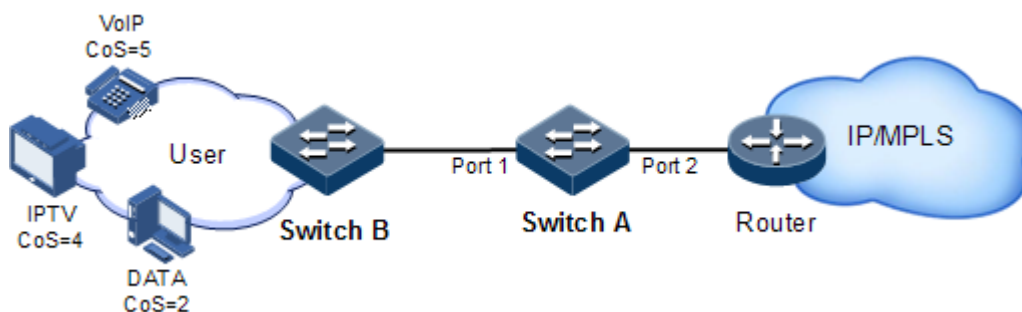 VoIP
CoS=5
User
IPTV
CoS=4
DATA
CoS=2
Switch B
Port 1
Switch A
Port 2
Router
IP/MPLS